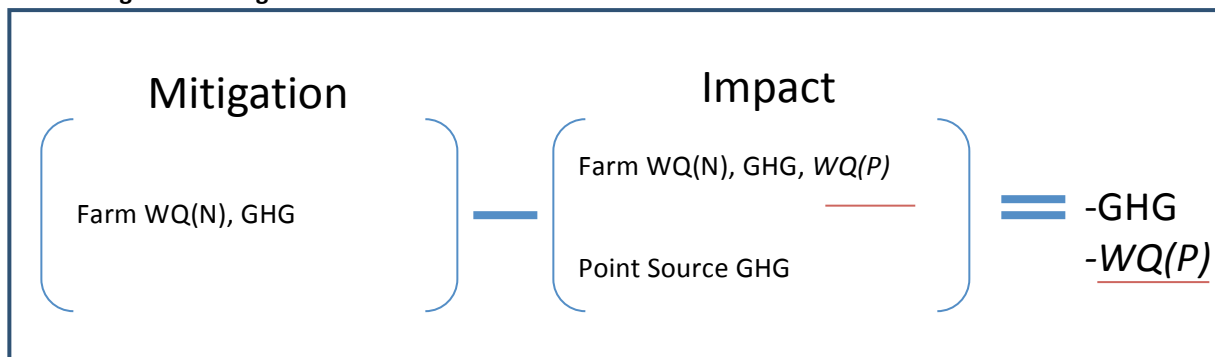 Mitigation
Impact
Farm WQ(N), GHG
Farm WQ(N), GHG, WQ(P)
Point Source GHG
-GHG
-WQ(P)